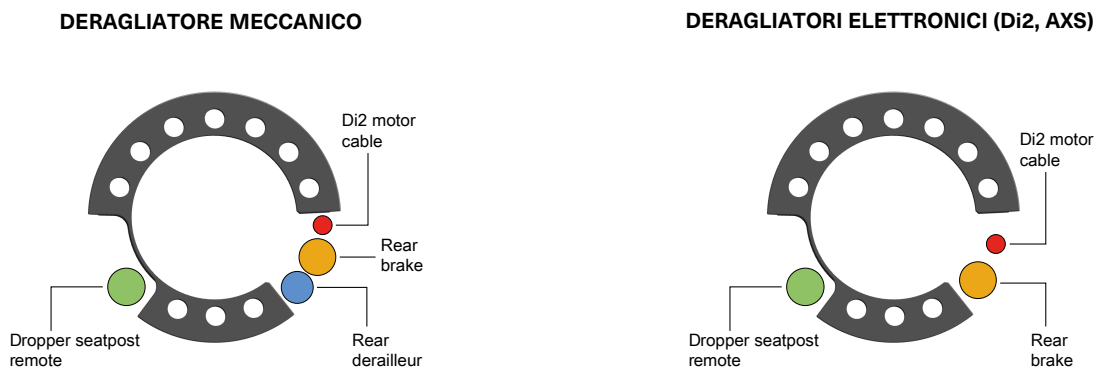 DERAGLIATORE MECCANICO
Di2 motor
cable
Rear
brake
Dropper seatpost
remote
Rear
derailleur
DERAGLIATORI ELETTRONICI (Di2, AXS)
Di2 motor
cable
Dropper seatpost
remote
Rear
brake